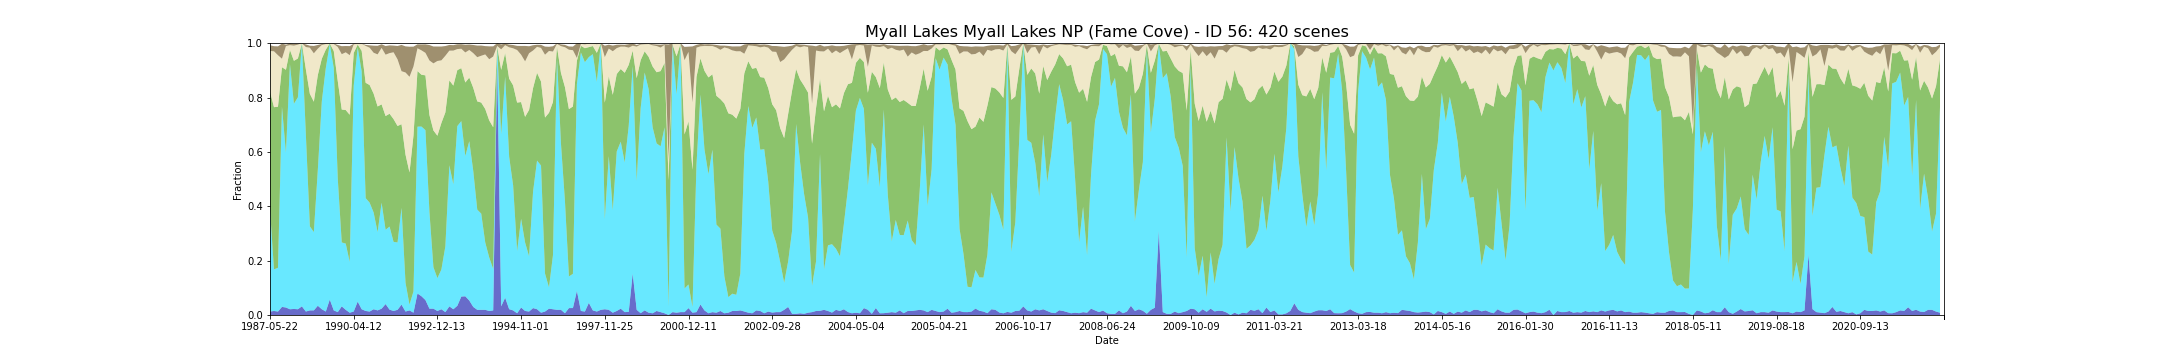 Myall Lakes Myall Lakes NP (Fame Cove) - ID 56: 420 scenes
1.0
0.8
0.6
0.4
0.2
0.0
Fraction
1987-05-22 1990-04-12 1992-12-13 1994-11-01 1997-11-25 2000-12-11 2002-09-28 2004-05-04 2005-04-21 2006-10-17 2008-06-24 2009-10-09 2011-03-21 2013-03-18 2014-05-16 2016-01-30 2016-11-13 2018-05-11 2019-08-18 2020-09-13
Date